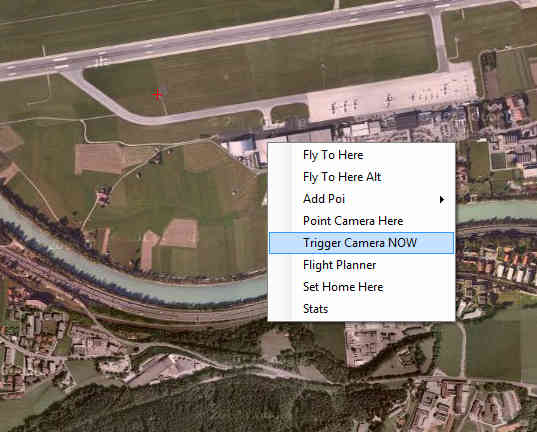 Fly To Here
Fly To Here Alt
Add Poi
Point Camera Here
Trigger Camera NOW
Flight Planner
Set Home Here
Stats